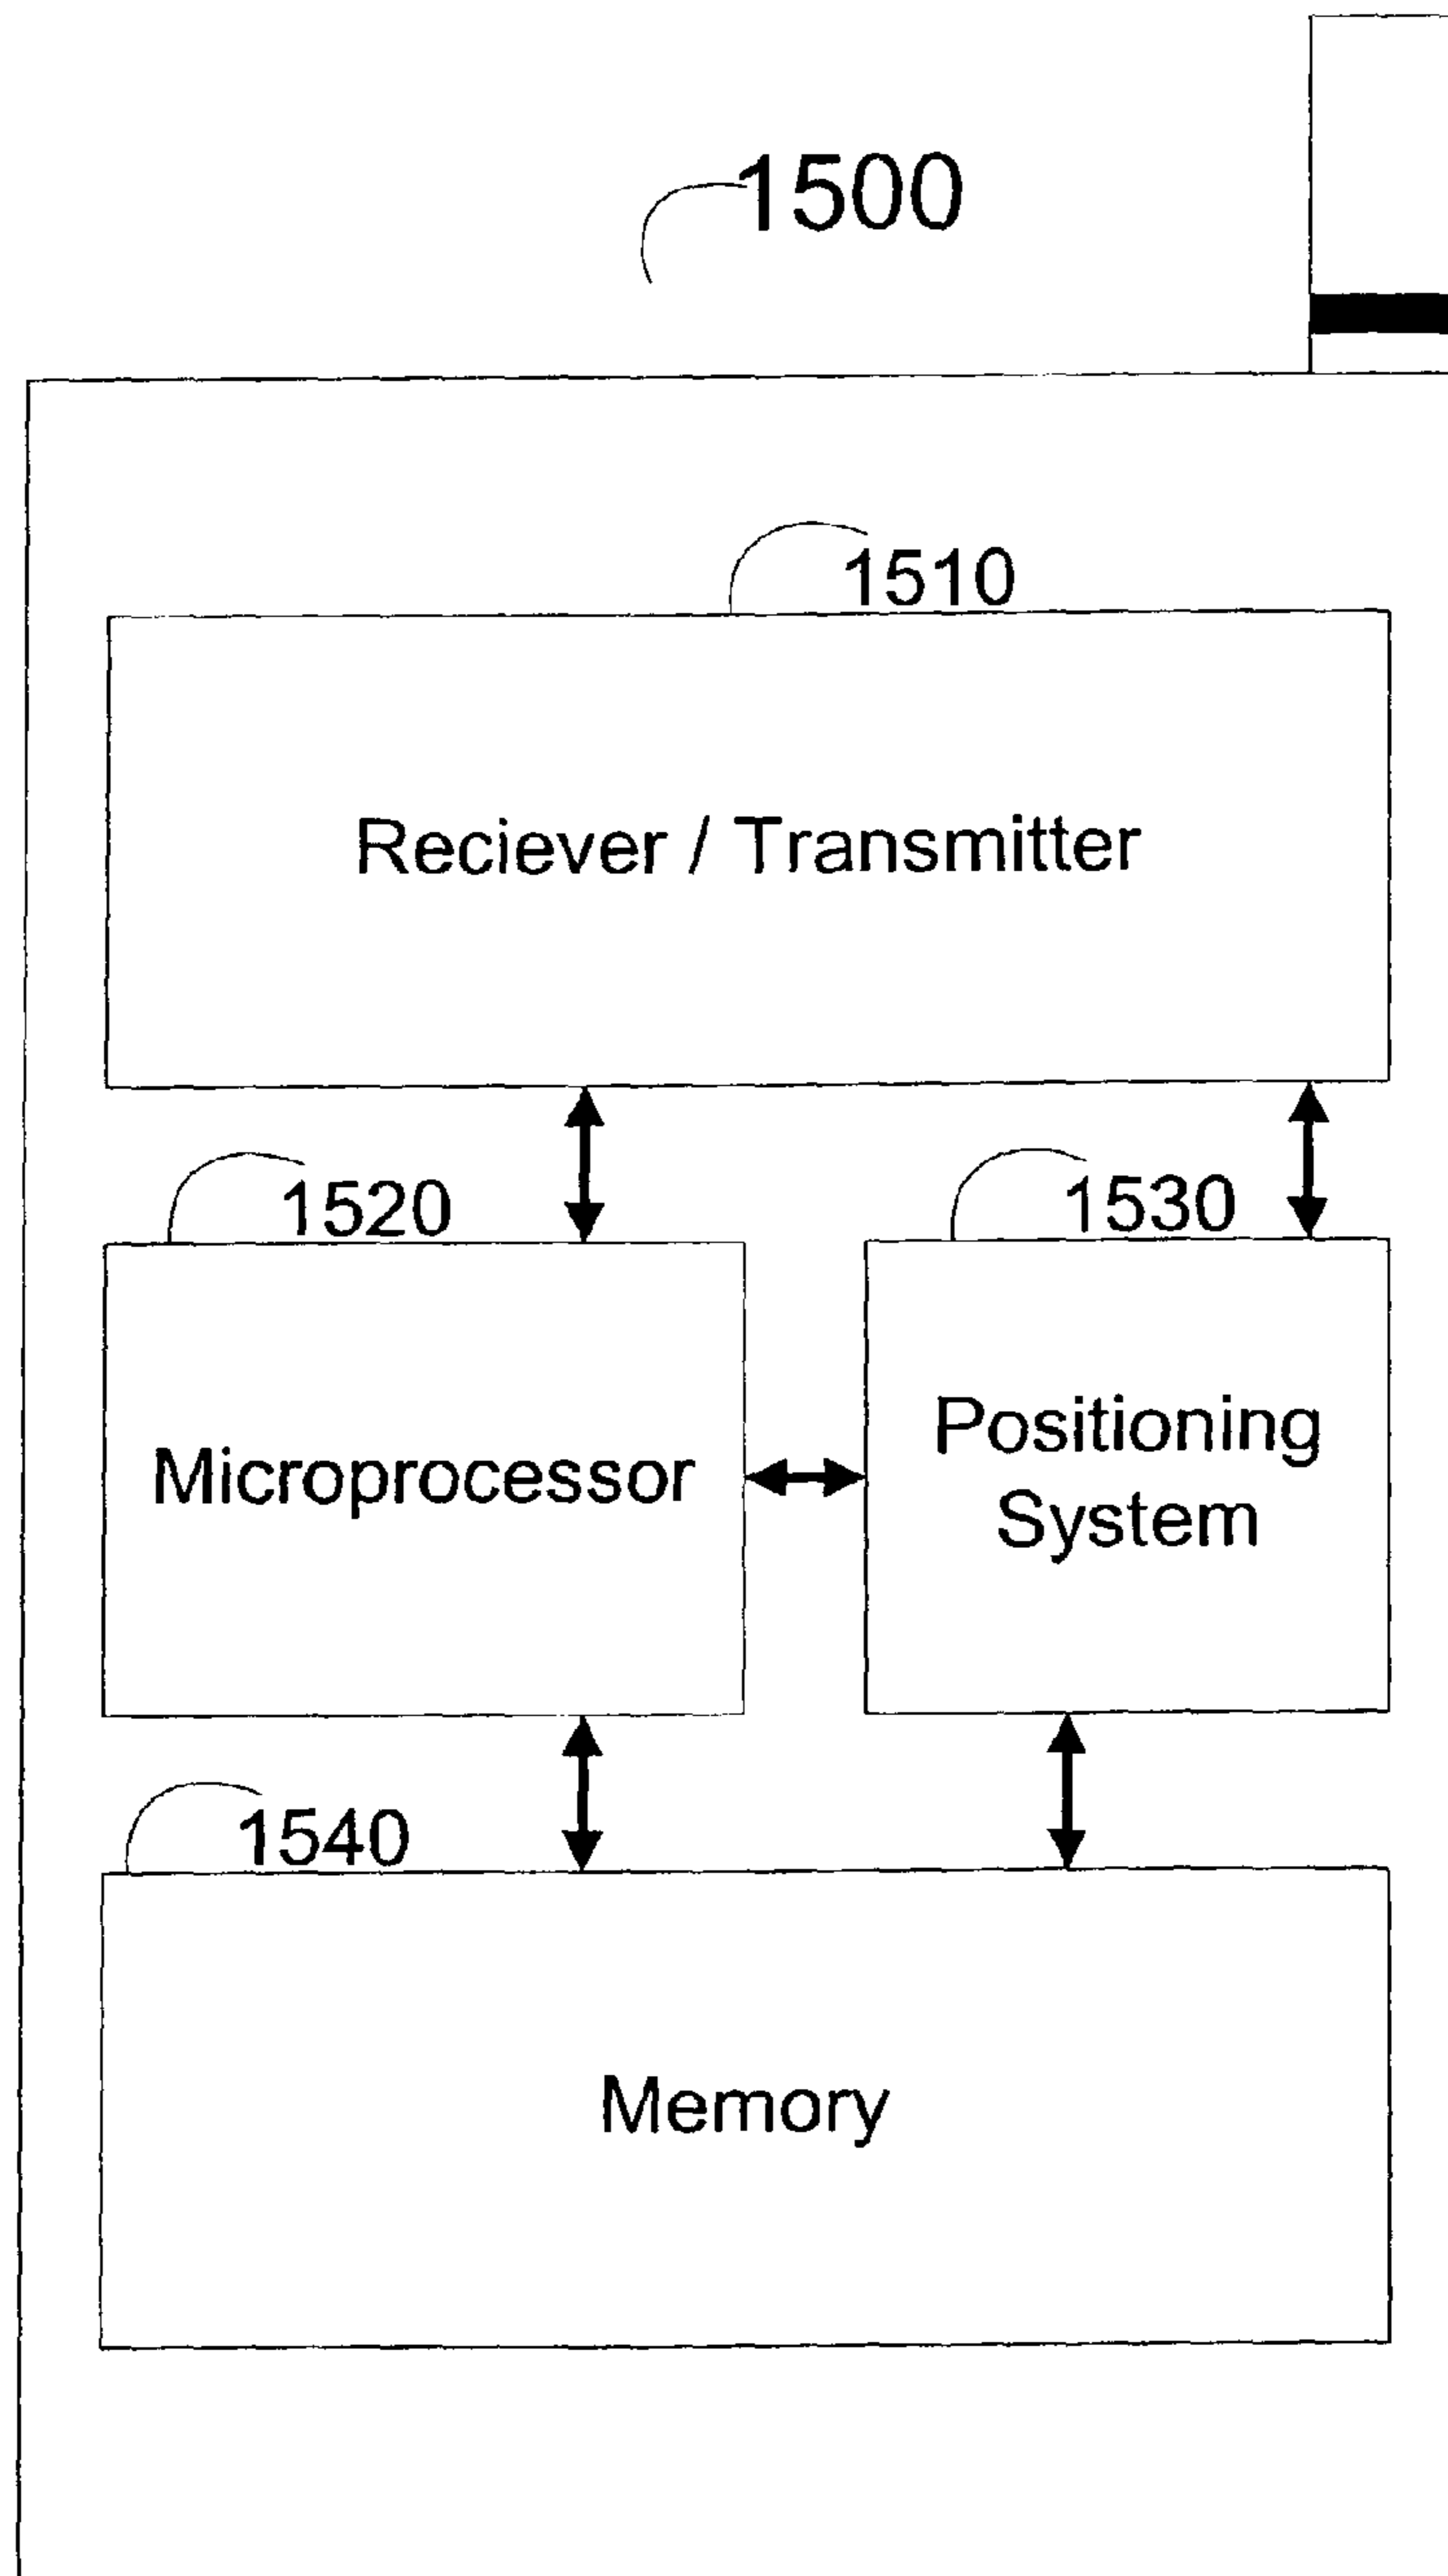 1500
1510
Reciever / Transmitter
1520
1530
Microprocessor
Positioning
System
1540
Memory